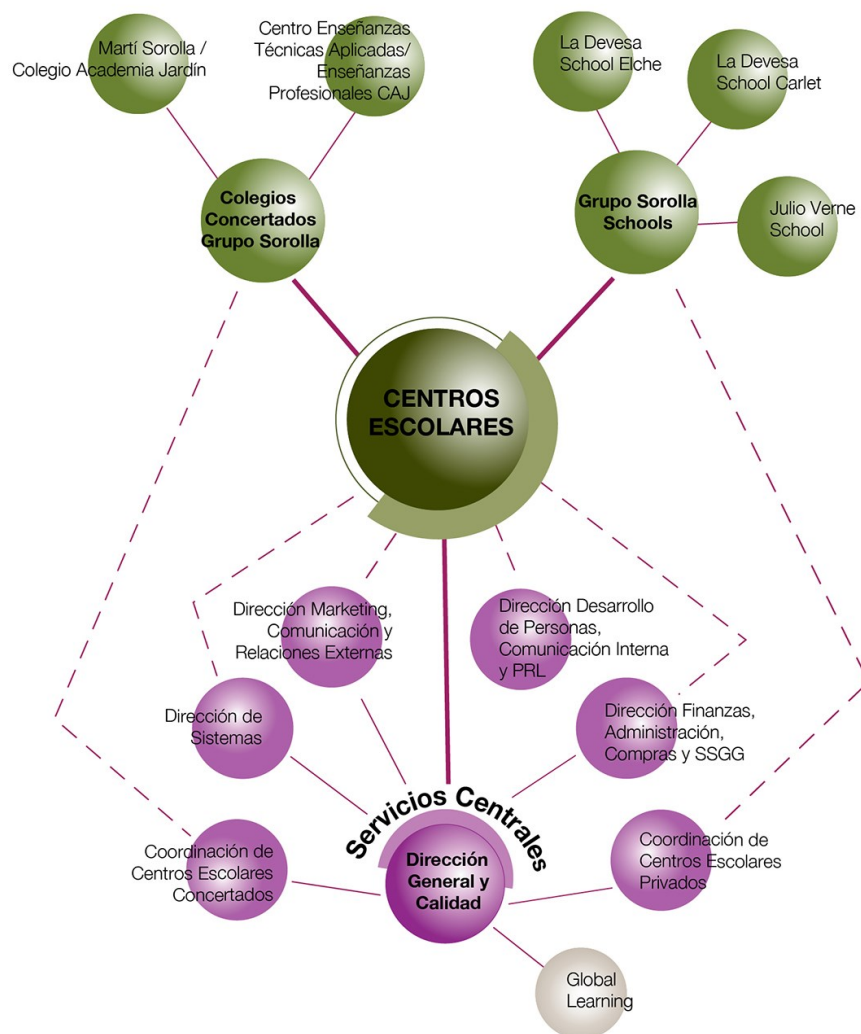 Martí Sorolla /
Colegio Academia Jardín
Centro Enseñanzas
Técnicas Aplicadas/
Enseñanzas
Profesionales CAJ
La Devesa
School Elche
La Devesa
School Carlet
Colegios
Concertados
Grupo Sorolla
Grupo Sorolla
Schools
Julio Verne
School
CENTROS
ESCOLARES
Dirección Marketing,
Comunicación y
Relaciones Externas
Dirección Desarrollo
de Personas,
Comunicación Interna
y PRL
Dirección de
Sistemas
Dirección Finanzas,
Administración,
Compras y SSGG
Servicios Centrales
Coordinación de
Centros Escolares
Concertados
Dirección
General y
Calidad
Coordinación de
Centros Escolares
Privados
Global
Learning